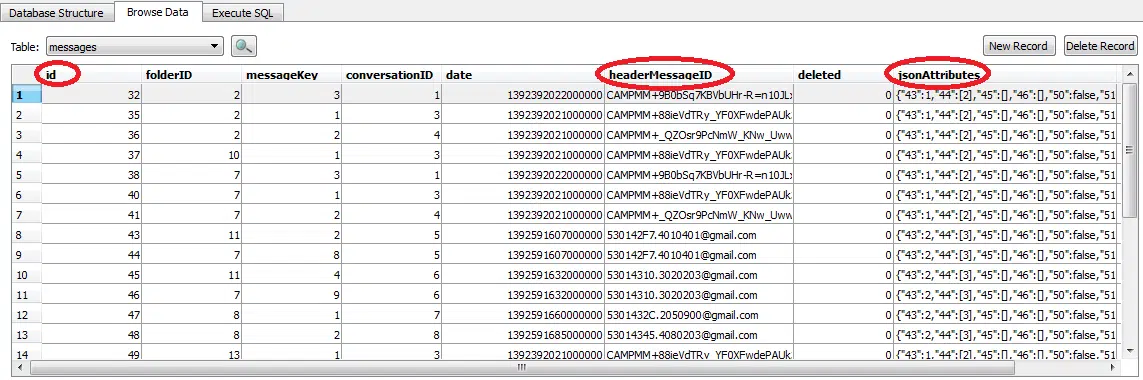 Database Structure Browse Data Execute SQL
Table: messages New Record Delete Record
id folderID messageKey conversationID date headerMessageID deleted jsonAttributes
1 32 2 3 1 1392392022000000 CAMPMM+9B0bSq7KBVbUHr-R=n10JLx 0 {"43":1,"44":[2],"45":[],"46":[],"50":false,"51
2 35 2 1 3 1392392021000000 CAMPMM+88ieVdTRy_YF0XFwdePAUk 0 {"43":1,"44":[2],"45":[],"46":[],"50":false,"51
3 36 2 2 4 1392392021000000 CAMPMM+_QZOsr9PcNmW_KNw_Uww 0 {"43":1,"44":[2],"45":[],"46":[],"50":false,"51
4 37 10 1 3 1392392021000000 CAMPMM+88ieVdTRy_YF0XFwdePAUk 0 {"43":1,"44":[2],"45":[],"46":[],"50":false,"51
5 38 7 3 1 1392392022000000 CAMPMM+9B0bSq7KBVbUHr-R=n10JLx 0 {"43":1,"44":[2],"45":[],"46":[],"50":false,"51
6 40 7 1 3 1392392021000000 CAMPMM+88ieVdTRy_YF0XFwdePAUk 0 {"43":1,"44":[2],"45":[],"46":[],"50":false,"51
7 41 7 2 4 1392392021000000 CAMPMM+_QZOsr9PcNmW_KNw_Uww 0 {"43":1,"44":[2],"45":[],"46":[],"50":false,"51
8 43 11 2 5 1392591607000000 530142F7.4010401@gmail.com 0 {"43":2,"44":[3],"45":[],"46":[],"50":false,"51
9 44 7 8 5 1392591607000000 530142F7.4010401@gmail.com 0 {"43":2,"44":[3],"45":[],"46":[],"50":false,"51
10 45 11 4 6 1392591632000000 53014310.3020203@gmail.com 0 {"43":2,"44":[3],"45":[],"46":[],"50":false,"51
11 46 7 9 6 1392591632000000 53014310.3020203@gmail.com 0 {"43":2,"44":[3],"45":[],"46":[],"50":false,"51
12 47 8 1 7 1392591660000000 5301432C.2050900@gmail.com 0 {"43":2,"44":[3],"45":[],"46":[],"50":false,"51
13 48 8 2 8 1392591685000000 53014345.4080203@gmail.com 0 {"43":2,"44":[3],"45":[],"46":[],"50":false,"51
14 49 13 1 3 1392392021000000 CAMPMM+88ieVdTRy_YF0XFwdePAUk 0 {"43":1,"44":[2],"45":[],"46":[],"50":false,"51